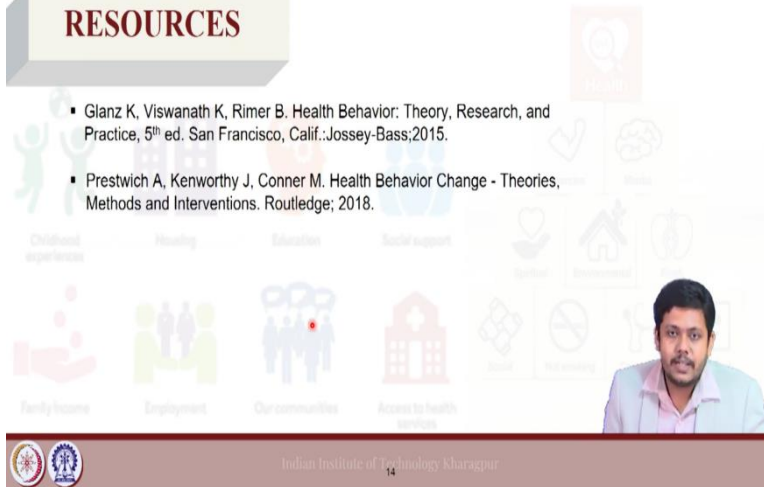 RESOURCES
▪ Glanz K, Viswanath K, Rimer B. Health Behavior: Theory, Research, and
Practice, 5th ed. San Francisco, Calif.:Jossey-Bass;2015.
▪ Prestwich A, Kenworthy J, Conner M. Health Behavior Change - Theories,
Methods and Interventions. Routledge; 2018.
Health
Childhood
experiences
Housing
Education
Social support
Family Income
Employment
Our communities
Access to health
services
Indian Institute of Technology Kharagpur
14